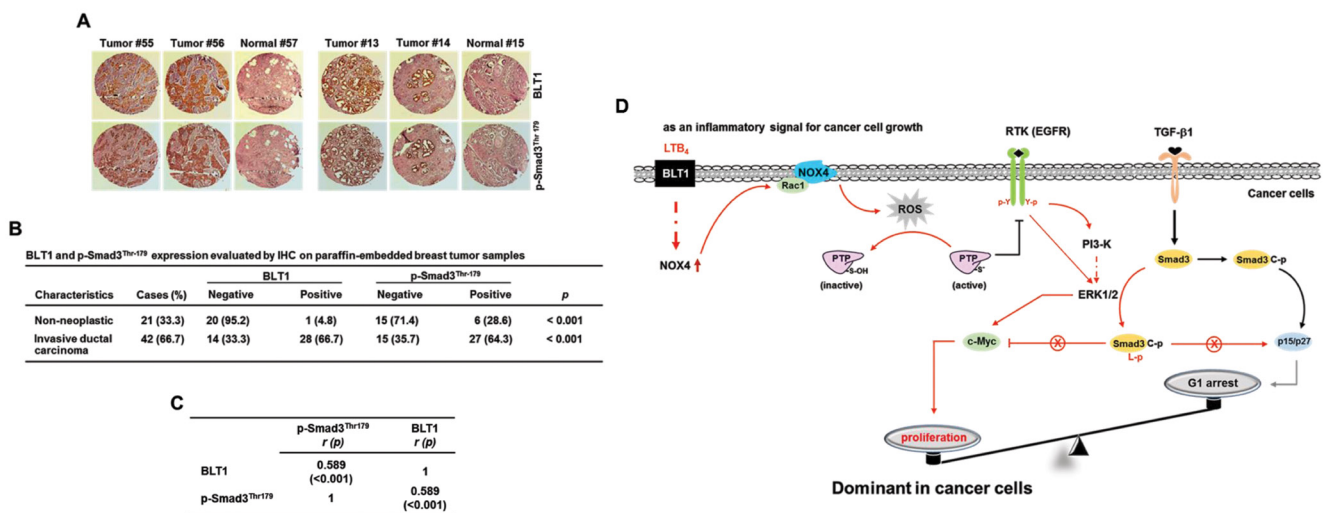 A
Tumor #55 Tumor #56 Normal #57 Tumor #13 Tumor #14 Normal #15
BLT1
p-Smad3Thr 179
B
BLT1 and p-Smad3Thr-179 expression evaluated by IHC on paraffin-embedded breast tumor samples
BLT1 p-Smad3Thr-179
Characteristics Cases (%) Negative Positive Negative Positive p
Non-neoplastic 21 (33.3) 20 (95.2) 1 (4.8) 15 (71.4) 6 (28.6) < 0.001
Invasive ductal 42 (66.7) 14 (33.3) 28 (66.7) 15 (35.7) 27 (64.3) < 0.001
carcinoma
C
p-Smad3Thr179 BLT1
r (p) r (p)
BLT1 0.589 1
(<0.001)
p-Smad3Thr179 1 0.589
(<0.001)
D
as an inflammatory signal for cancer cell growth
RTK (EGFR)
TGF-β1
LTB4
BLT1
NOX4
Rac1
Cancer cells
p-Y Y-p
ROS
PI3-K
NOX4
PTP
+S-OH
(inactive)
PTP
+S-
(active)
Smad3
Smad3 C-p
ERK1/2
c-Myc
X
Smad3 C-p
L-p
X
p15/p27
G1 arrest
proliferation
Dominant in cancer cells